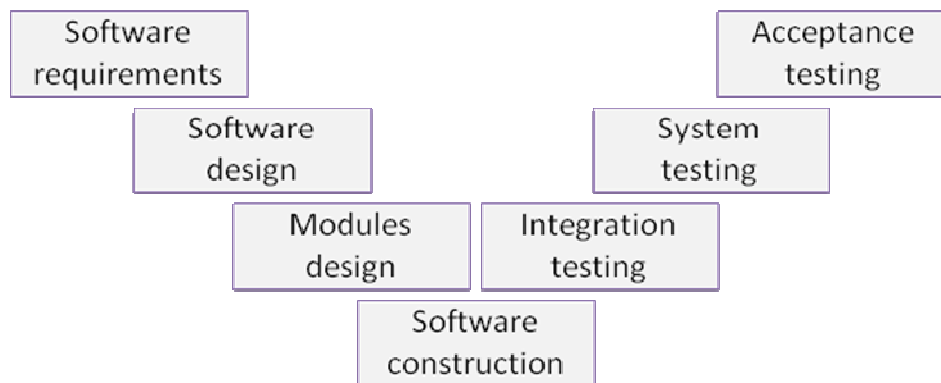 Software
requirements
Acceptance
testing
Software
design
System
testing
Modules
design
Integration
testing
Software
construction